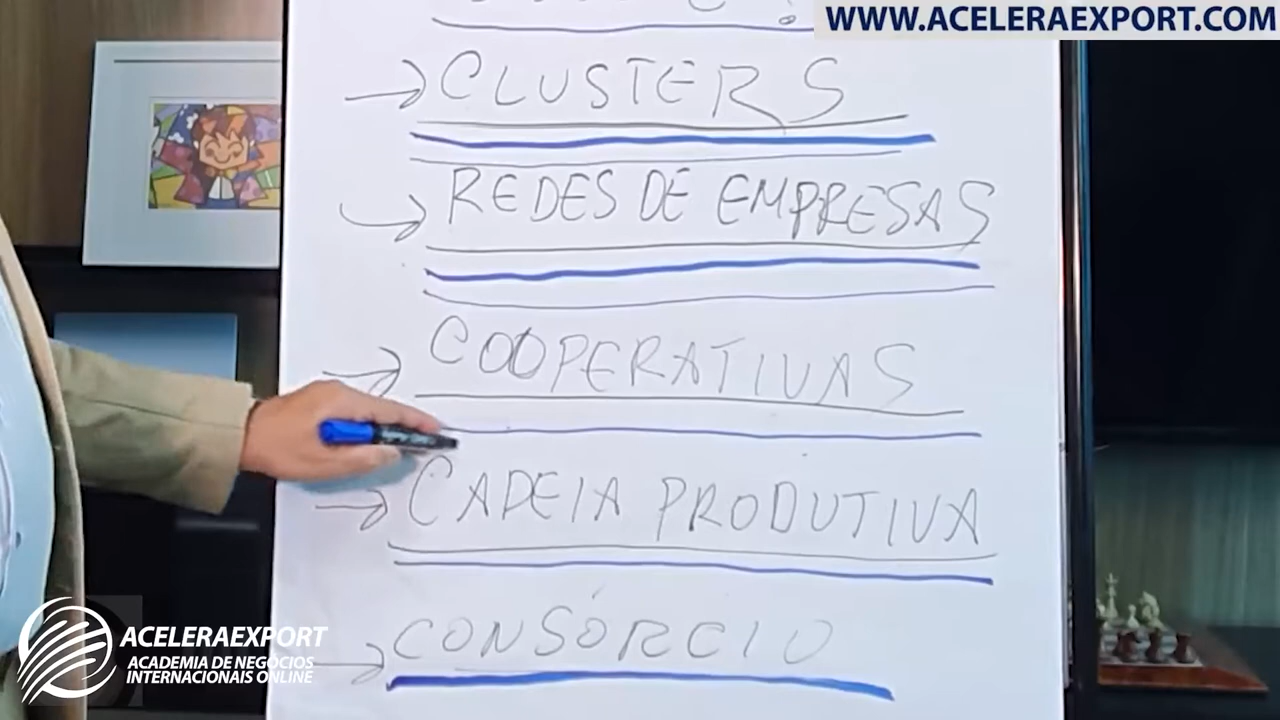 WWW.ACELERAEXPORT.COM
→ CLUSTERS
→ REDES DE EMPRESAS
→ COOPERATIVAS
→ CADEIA PRODUTIVA
→ CONSÓRCIO
ACELERAEXPORT
ACADEMIA DE NEGÓCIOS
INTERNACIONAIS ONLINE